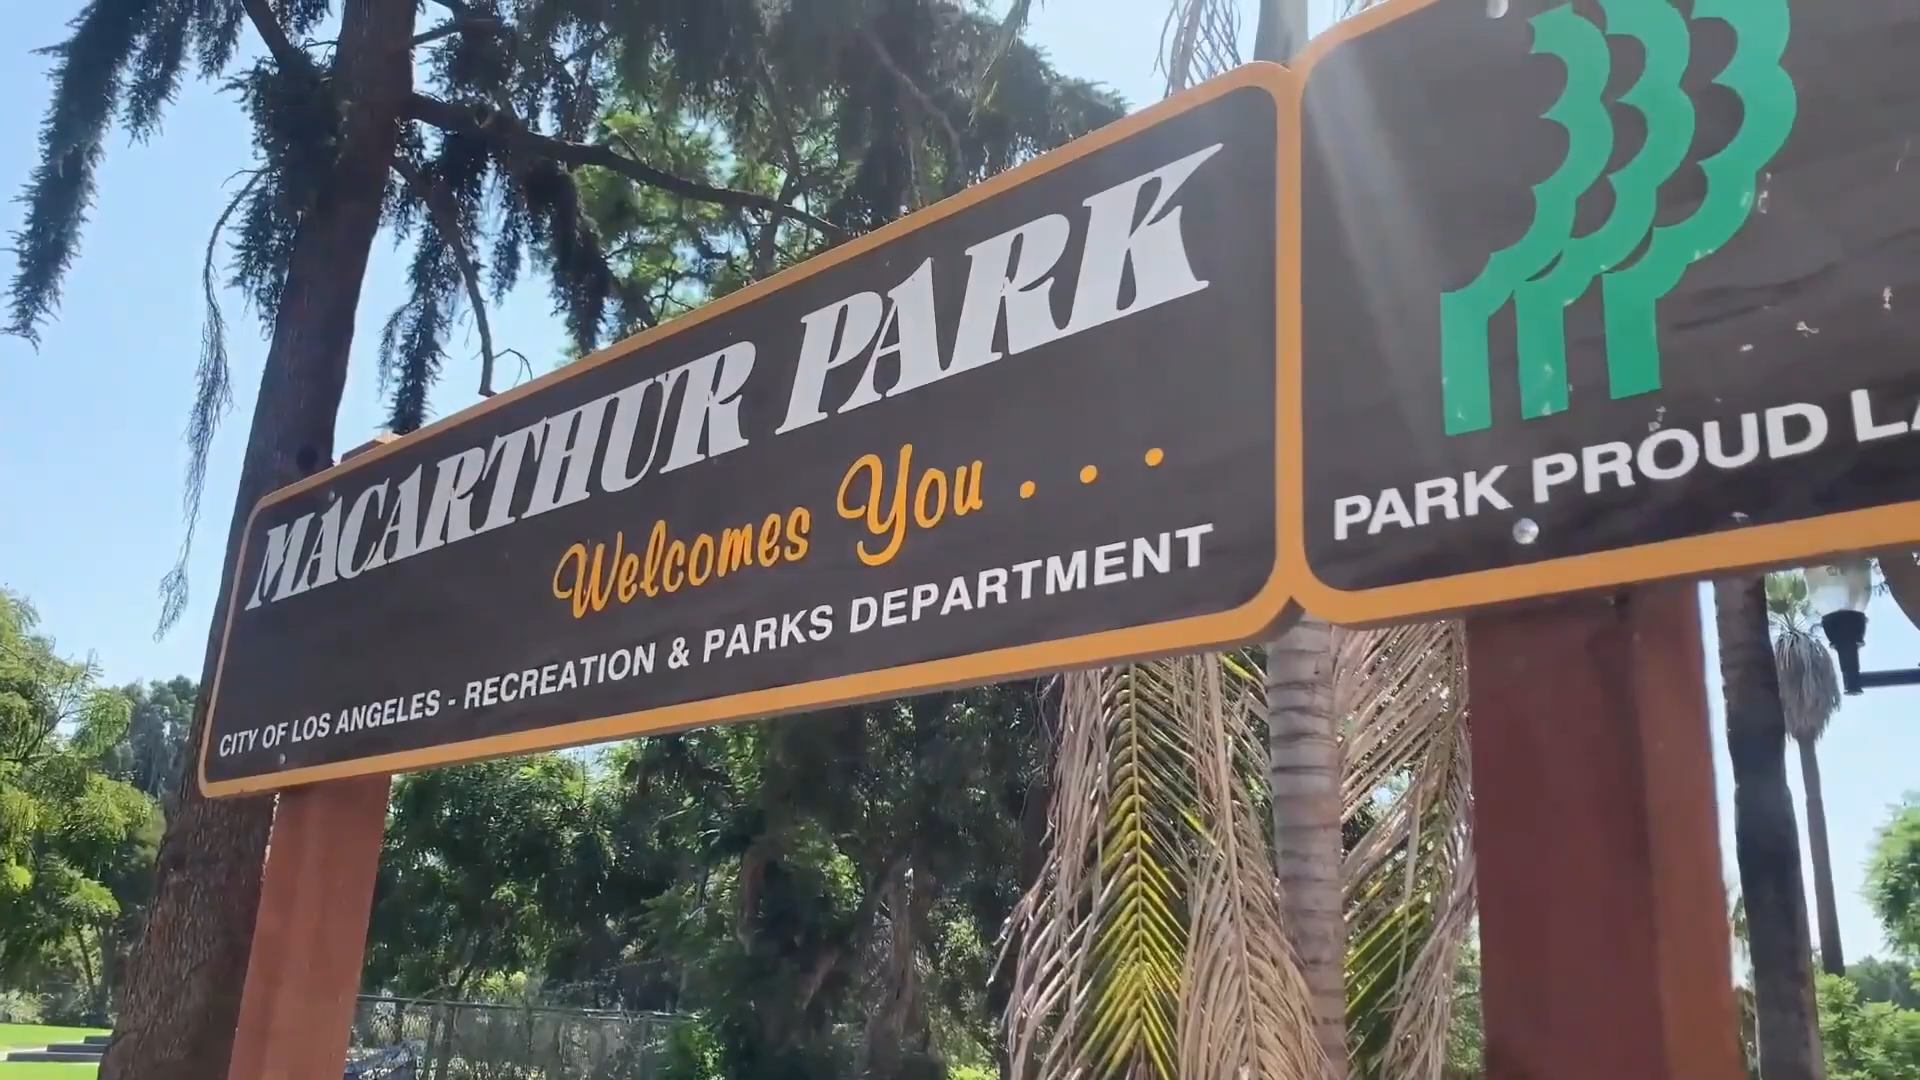 MACARTHUR PARK
Welcomes You . . .
CITY OF LOS ANGELES - RECREATION & PARKS DEPARTMENT
PARK PROUD